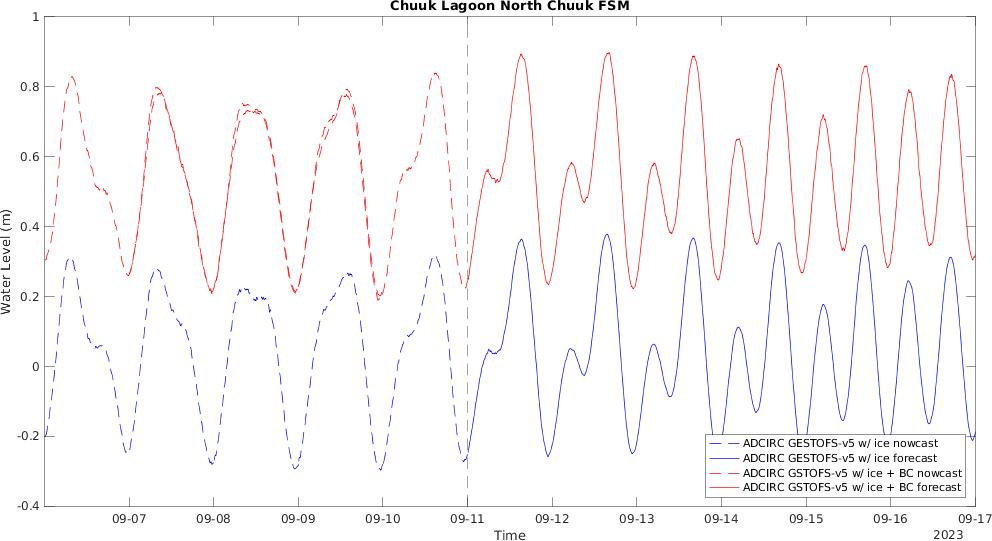 Chuuk Lagoon North Chuuk FSM
1
0.8
0.6
0.4
0.2
0
-0.2
-0.4
Water Level (m)
09-07 09-08 09-09 09-10 09-11 09-12 09-13 09-14 09-15 09-16 09-17
Time
2023
ADCIRC GESTOFS-v5 w/ ice nowcast
ADCIRC GESTOFS-v5 w/ ice forecast
ADCIRC GSTOFS-v5 w/ ice + BC nowcast
ADCIRC GSTOFS-v5 w/ ice + BC forecast